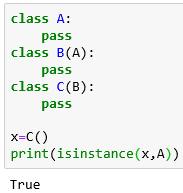 class A:
    pass
class B(A):
    pass
class C(B):
    pass

x=C()
print(isinstance(x,A))
True